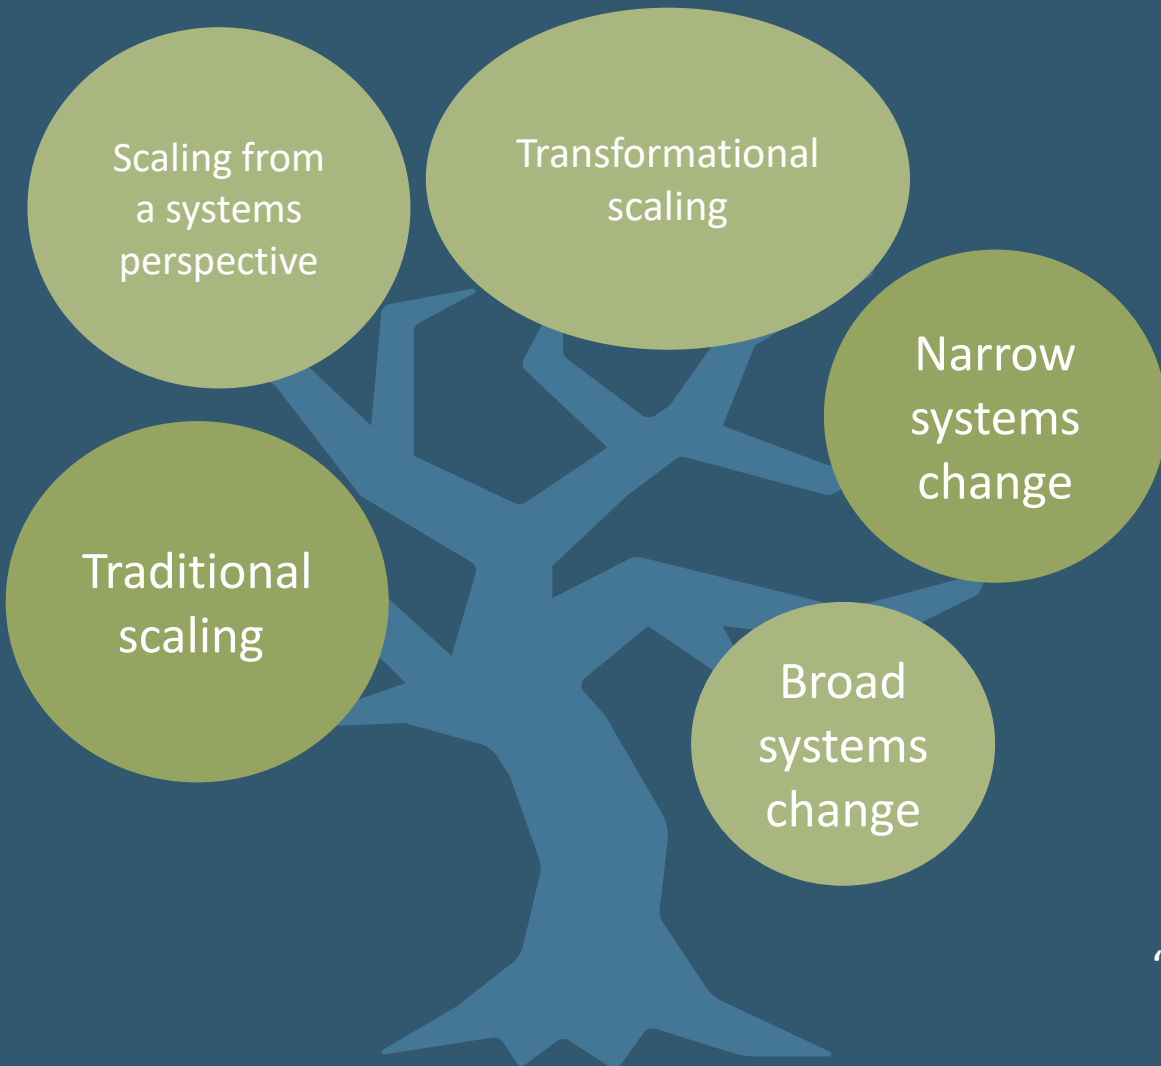 Scaling from
a systems
perspective
Transformational
scaling
Narrow
systems
change
Traditional
scaling
Broad
systems
change
‘